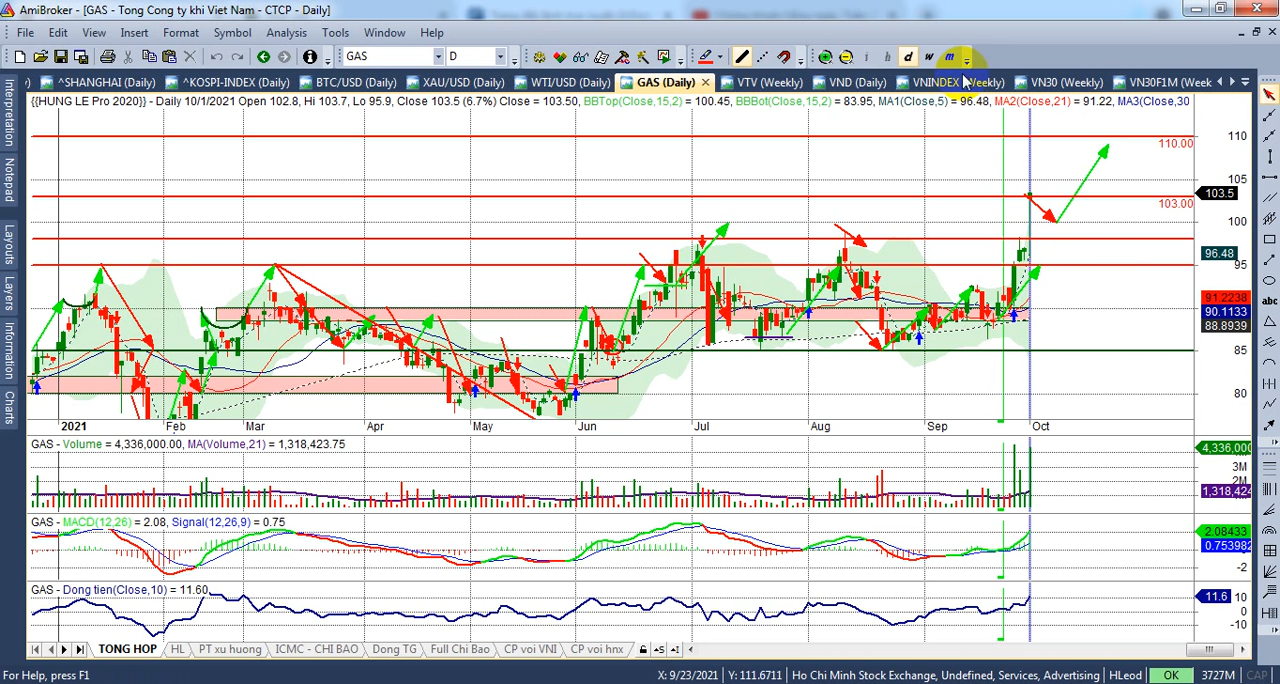 AmiBroker - [GAS - Tong Cong ty khi Viet Nam - CTCP - Daily]
File Edit View Insert Format Symbol Analysis Tools Window Help
GAS D i h d w m
^SHANGHAI (Daily) ^KOSPI-INDEX (Daily) BTC/USD (Daily) XAU/USD (Daily) WTI/USD (Daily) GAS (Daily) VTV (Weekly) VND (Daily) VNINDEX (Weekly) VN30 (Weekly) VN30F1M (Week
{{HUNG LE Pro 2020}} - Daily 10/1/2021 Open 102.8, Hi 103.7, Lo 95.9, Close 103.5 (6.7%) Close = 103.50, BBTop(Close,15,2) = 100.45, BBBot(Close,15,2) = 83.95, MA1(Close,5) = 96.48, MA2(Close,21) = 91.22, MA3(Close,30
Interpretation
Notepad
Layouts
Layers
Information
Charts
abc
110
110.00
105
103.5
103.00
100
96.48
95
91.2238
90.1133
88.8939
85
80
2021 Feb Mar Apr May Jun Jul Aug Sep Oct
GAS - Volume = 4,336,000.00, MA(Volume,21) = 1,318,423.75
4,336,000
3M
2M
1,318,424
GAS - MACD(12,26) = 2.08, Signal(12,26,9) = 0.75
2.08433
0.753982
-2
GAS - Dong tien(Close,10) = 11.60
11.6
10
0
-10
TONG HOP HL PT xu huong ICMC - CHI BAO Dong TG Full Chi Bao CP voi VNI CP voi hnx
For Help, press F1 X: 9/23/2021 Y: 111.6711 Ho Chi Minh Stock Exchange, Undefined, Services, Advertising HLeod OK 3727M CAP